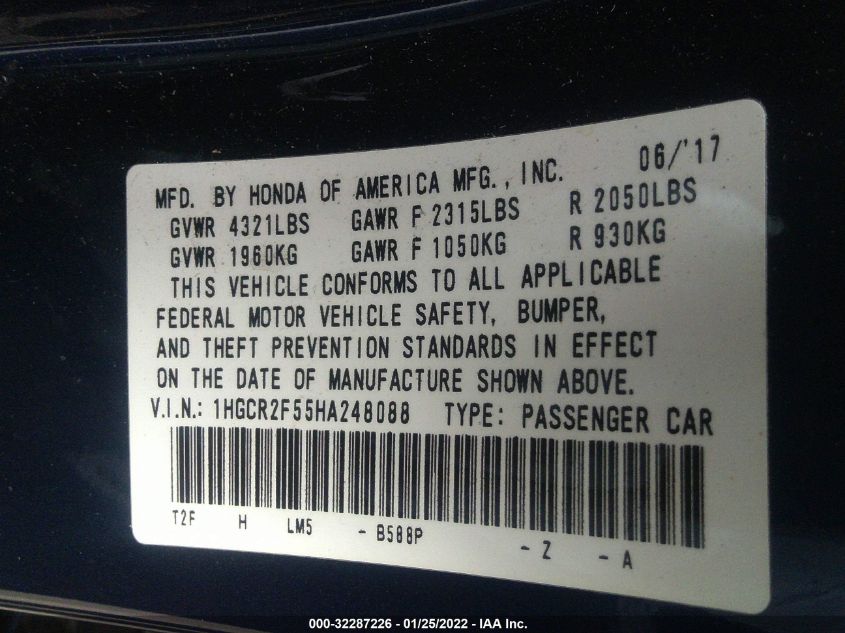 06/'17
MFD. BY HONDA OF AMERICA MFG., INC.
GVWR 4321LBS GAWR F 2315LBS R 2050LBS
GVWR 1960KG GAWR F 1050KG R 930KG
THIS VEHICLE CONFORMS TO ALL APPLICABLE
FEDERAL MOTOR VEHICLE SAFETY, BUMPER,
AND THEFT PREVENTION STANDARDS IN EFFECT
ON THE DATE OF MANUFACTURE SHOWN ABOVE.
V.I.N.: 1HGCR2F55HA248088 TYPE: PASSENGER CAR
T2F H LM5 - B588P - Z - A
000-32287226 - 01/25/2022 - IAA Inc.